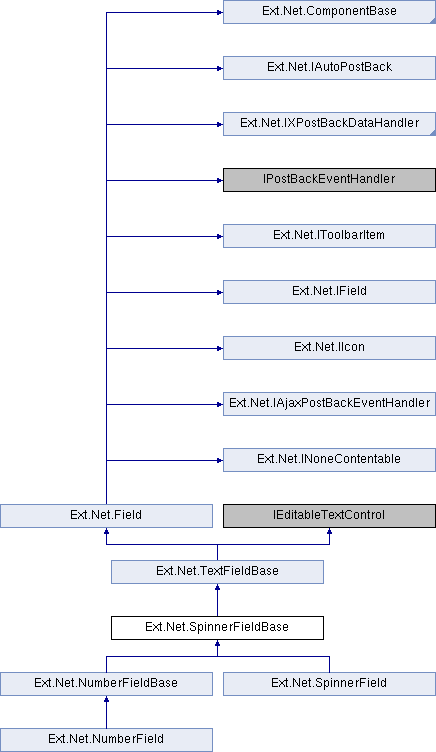 Ext.Net.ComponentBase
Ext.Net.IAutoPostBack
Ext.Net.IXPostBackDataHandler
IPostBackEventHandler
Ext.Net.IToolbarItem
Ext.Net.IField
Ext.Net.IIcon
Ext.Net.IAjaxPostBackEventHandler
Ext.Net.INoneContentable
Ext.Net.Field
IEditableTextControl
Ext.Net.TextFieldBase
Ext.Net.SpinnerFieldBase
Ext.Net.NumberFieldBase
Ext.Net.SpinnerField
Ext.Net.NumberField